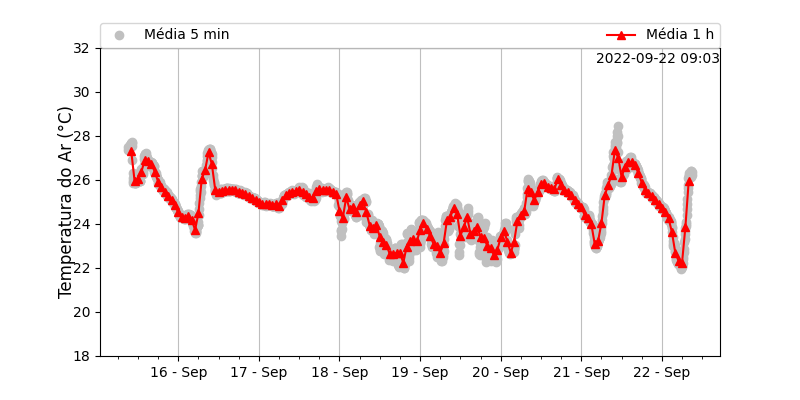 Média 5 min
Média 1 h
2022-09-22 09:03
Temperatura do Ar (°C)
32
30
28
26
24
22
20
18
16 - Sep
17 - Sep
18 - Sep
19 - Sep
20 - Sep
21 - Sep
22 - Sep